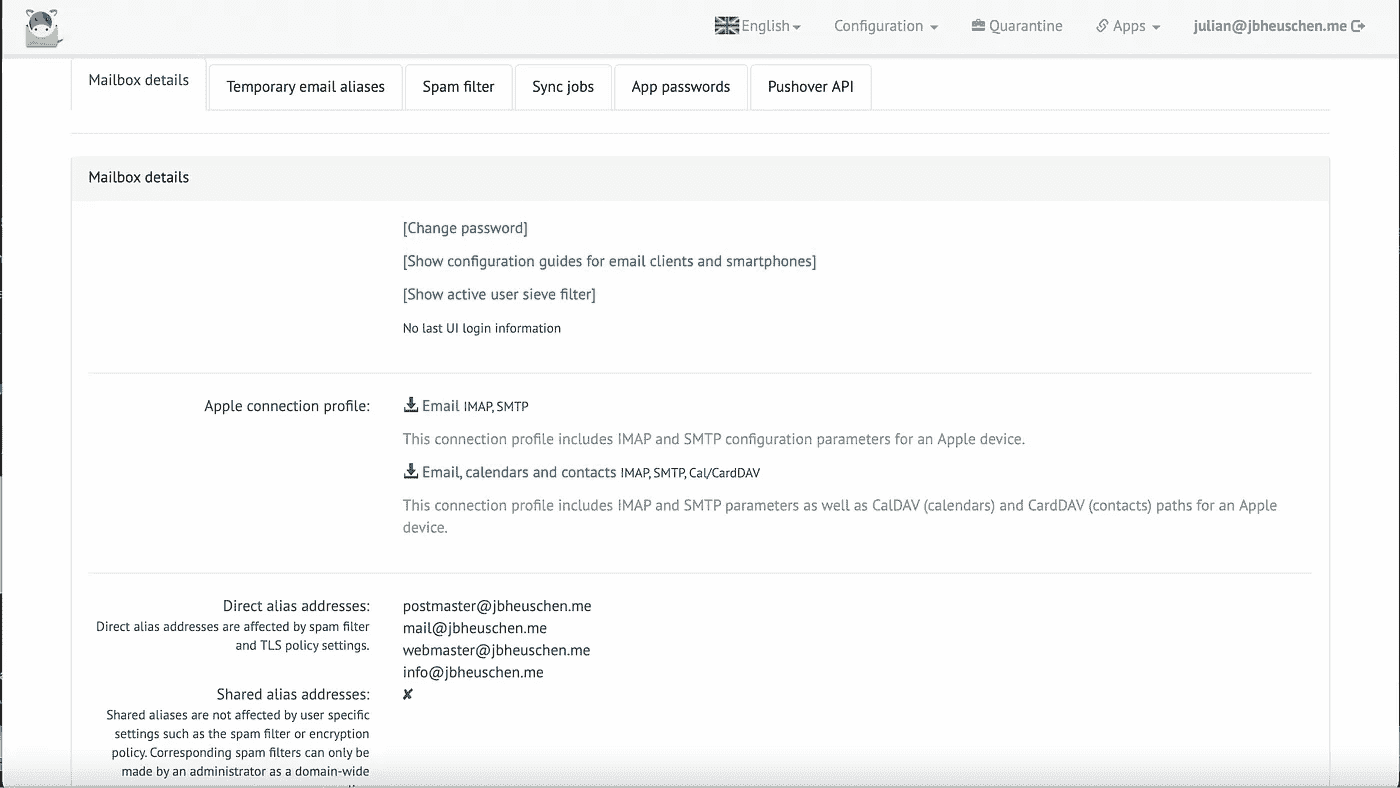 English
Configuration
Quarantine
Apps
julian@jbheuschen.me
Mailbox details
Temporary email aliases
Spam filter
Sync jobs
App passwords
Pushover API
Mailbox details
[Change password]
[Show configuration guides for email clients and smartphones]
[Show active user sieve filter]
No last UI login information
Apple connection profile:
Email IMAP, SMTP
This connection profile includes IMAP and SMTP configuration parameters for an Apple device.
Email, calendars and contacts IMAP, SMTP, Cal/CardDAV
This connection profile includes IMAP and SMTP parameters as well as CalDAV (calendars) and CardDAV (contacts) paths for an Apple
device.
Direct alias addresses:
Direct alias addresses are affected by spam filter
and TLS policy settings.
postmaster@jbheuschen.me
mail@jbheuschen.me
webmaster@jbheuschen.me
info@jbheuschen.me
Shared alias addresses:
✘
Shared aliases are not affected by user specific
settings such as the spam filter or encryption
policy. Corresponding spam filters can only be
made by an administrator as a domain-wide